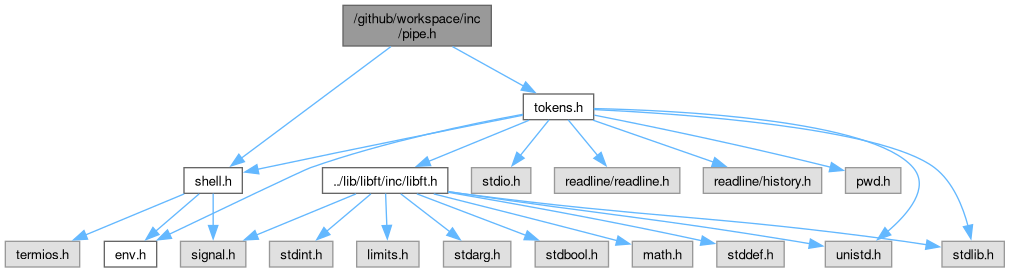 /github/workspace/inc
/pipe.h
tokens.h
shell.h
../lib/libft/inc/libft.h
stdio.h
readline/readline.h
readline/history.h
pwd.h
termios.h
env.h
signal.h
stdint.h
limits.h
stdarg.h
stdbool.h
math.h
stddef.h
unistd.h
stdlib.h